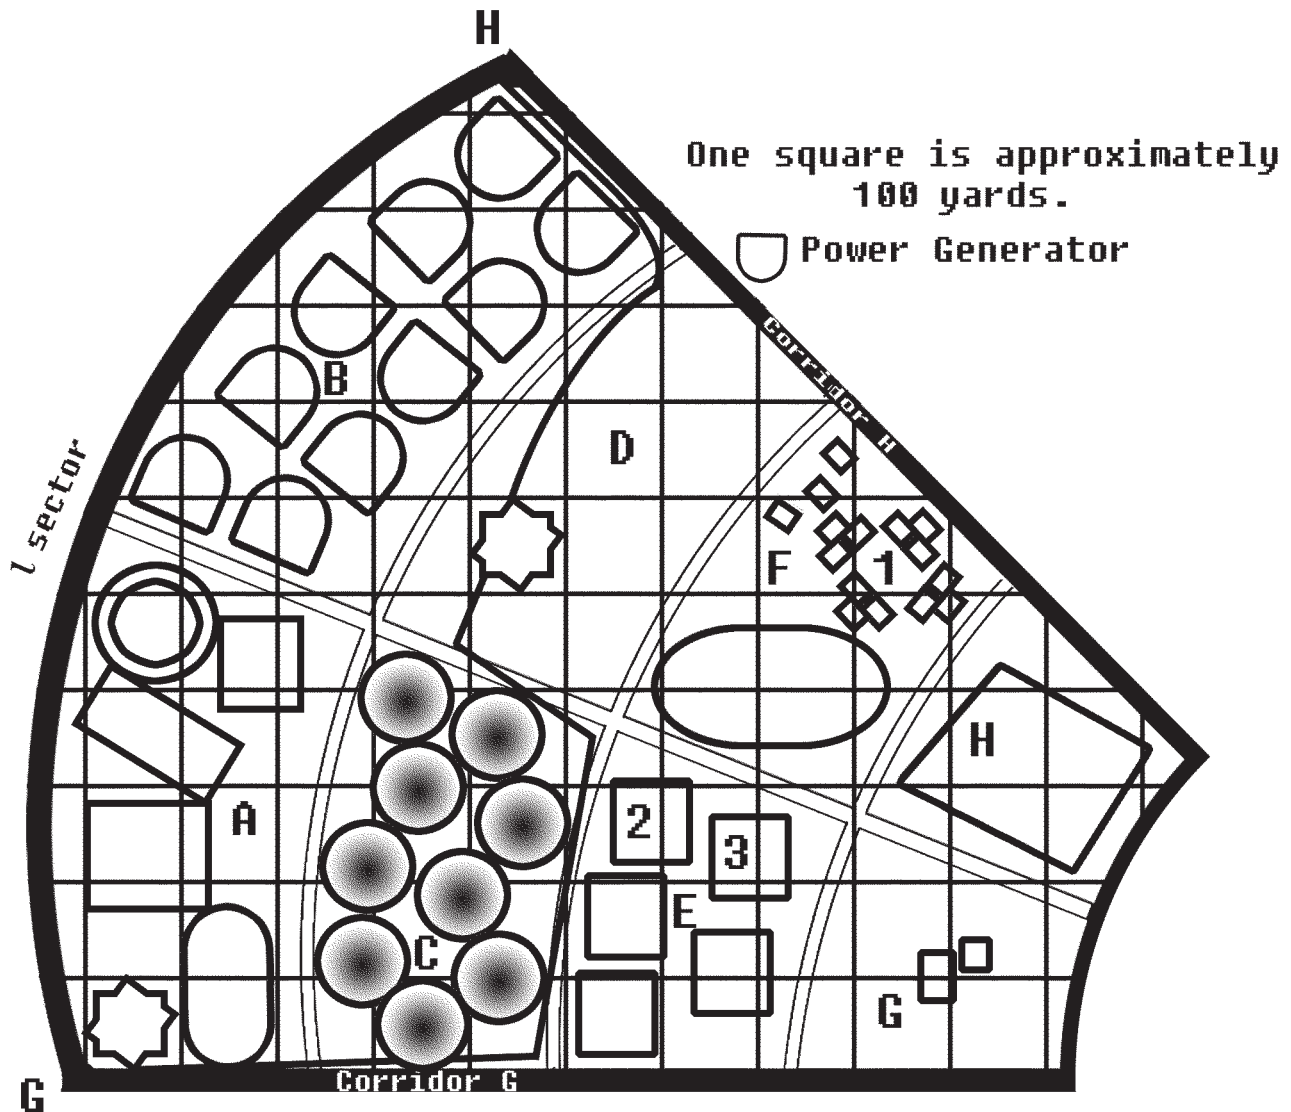 H
One square is approximately
100 yards.
Power Generator
Corridor H
B
D
l sector
F
1
H
2
A
3
E
C
G
Corridor G
G